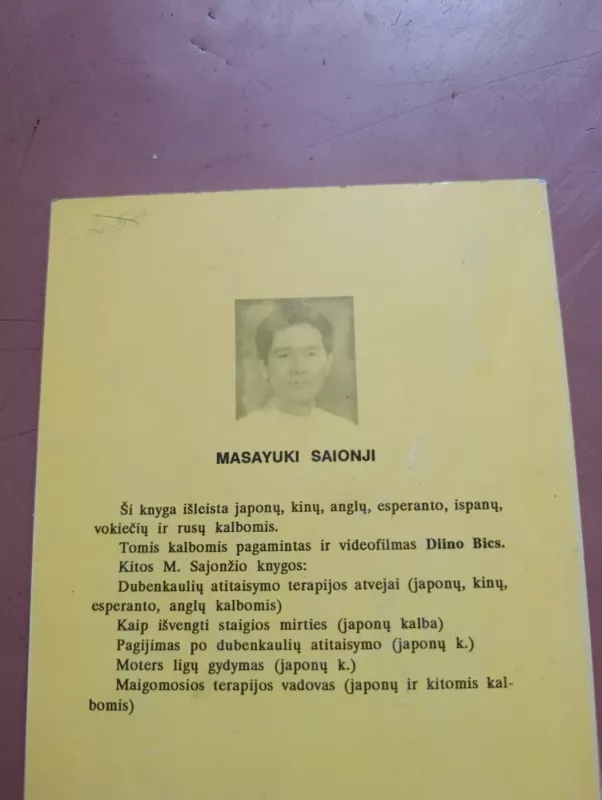 MASAYUKI SAIONJI
Ši knyga išleista japonų, kinų, anglų, esperanto, ispanų,
vokiečių ir rusų kalbomis.
Tomis kalbomis pagamintas ir videofilmas Diino Bics.
Kitos M. Sajonžio knygos:
Dubenkaulių atitaisymo terapijos atvejai (japonų, kinų,
esperanto, anglų kalbomis)
Kaip išvengti staigios mirties (japonų kalba)
Pagijimas po dubenkaulių atitaisymo (japonų k.)
Moters ligų gydymas (japonų k.)
Maigomosios terapijos vadovas (japonų ir kitomis kal-
bomis)